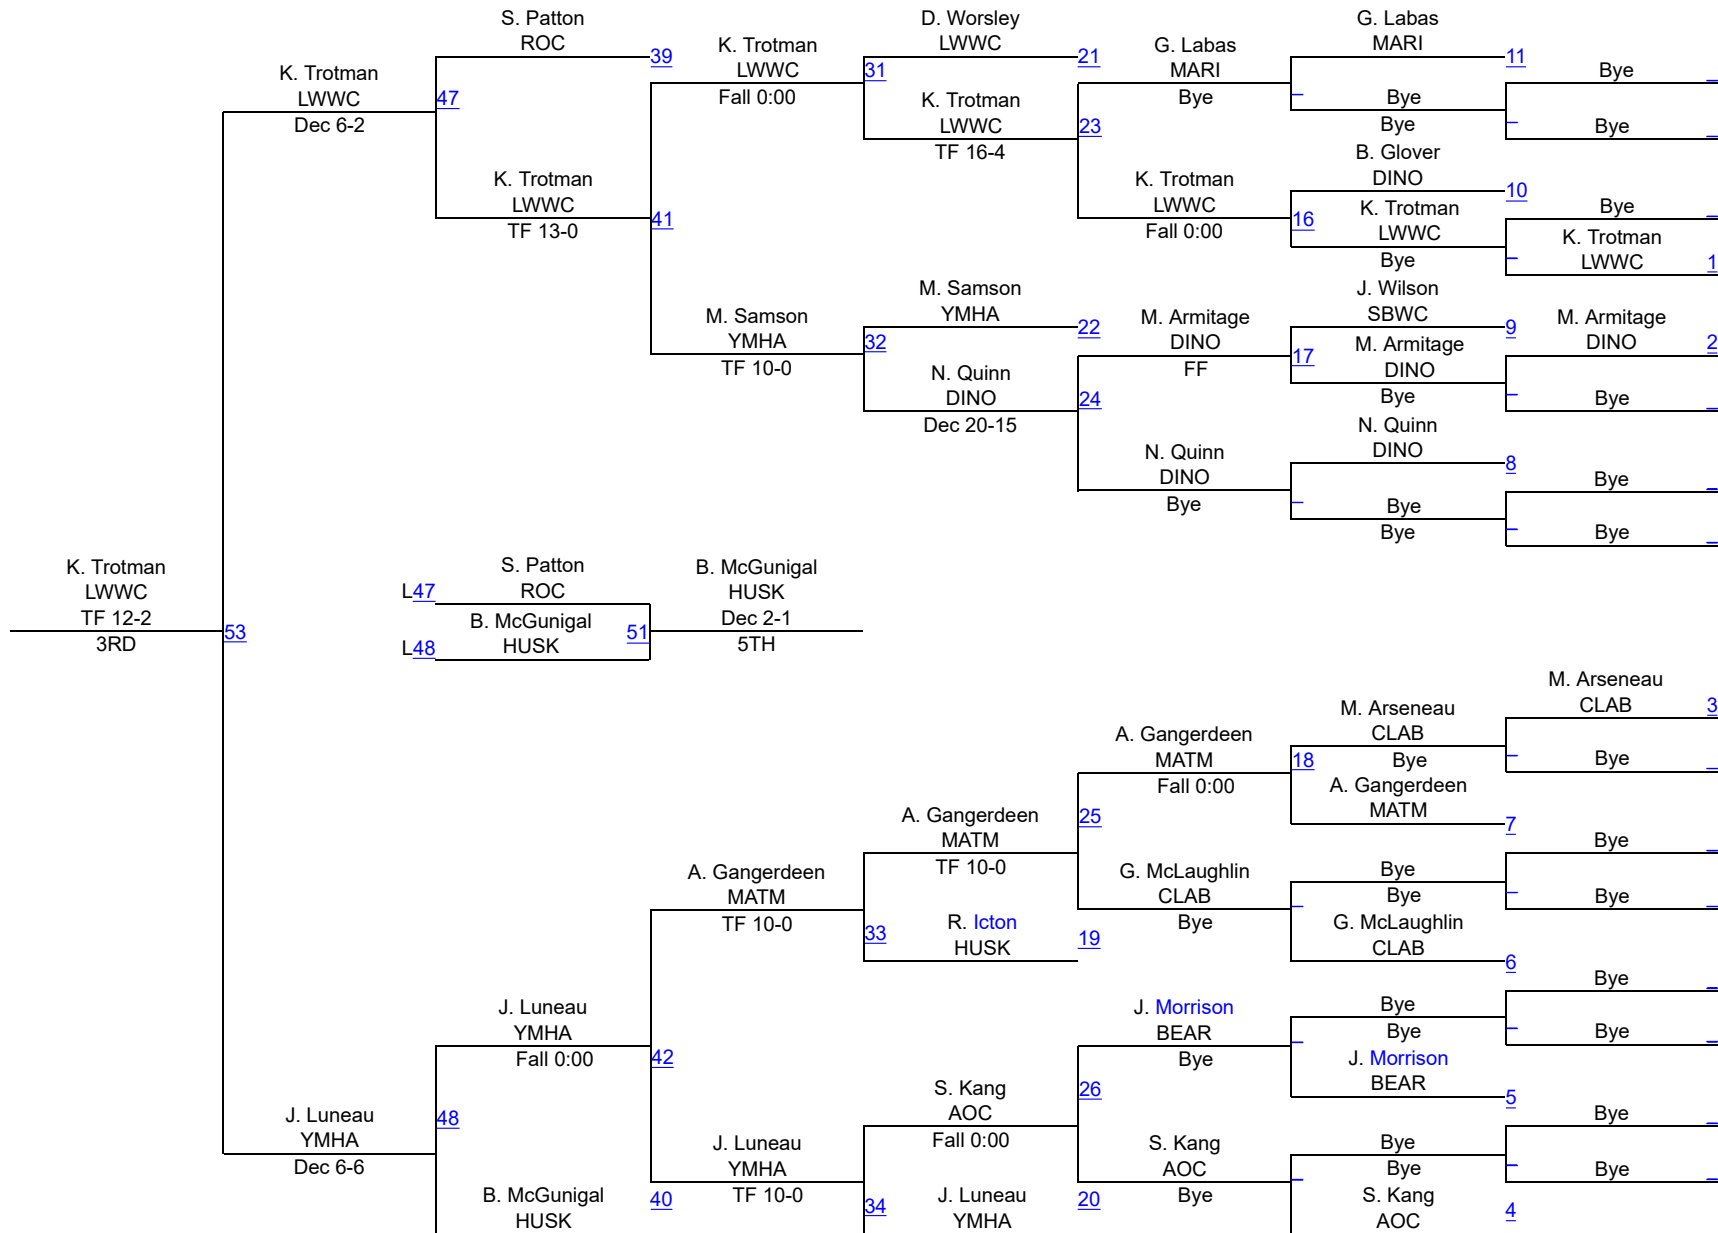 S. Patton
ROC
39
K. Trotman
LWWC
Dec 6-2
47
K. Trotman
LWWC
TF 13-0
41
K. Trotman
LWWC
Fall 0:00
31
D. Worsley
LWWC
21
K. Trotman
LWWC
TF 16-4
23
G. Labas
MARI
Bye
G. Labas
MARI
11
Bye
Bye
Bye
Bye
K. Trotman
LWWC
Fall 0:00
16
B. Glover
DINO
10
K. Trotman
LWWC
Bye
Bye
K. Trotman
LWWC
1
M. Samson
YMHA
TF 10-0
32
M. Samson
YMHA
22
N. Quinn
DINO
Dec 20-15
24
M. Armitage
DINO
FF
17
J. Wilson
SBWC
9
M. Armitage
DINO
Bye
M. Armitage
DINO
2
Bye
N. Quinn
DINO
Bye
N. Quinn
DINO
8
Bye
Bye
Bye
Bye
K. Trotman
LWWC
TF 12-2
3RD
53
L47
S. Patton
ROC
L48
B. McGunigal
HUSK
51
B. McGunigal
HUSK
Dec 2-1
5TH
J. Luneau
YMHA
Dec 6-6
48
J. Luneau
YMHA
Fall 0:00
42
A. Gangerdeen
MATM
TF 10-0
33
A. Gangerdeen
MATM
TF 10-0
25
A. Gangerdeen
MATM
Fall 0:00
18
M. Arseneau
CLAB
Bye
M. Arseneau
CLAB
3
Bye
A. Gangerdeen
MATM
7
G. McLaughlin
CLAB
Bye
Bye
Bye
Bye
Bye
G. McLaughlin
CLAB
6
R. Icton
HUSK
19
J. Luneau
YMHA
TF 10-0
34
S. Kang
AOC
Fall 0:00
26
J. Morrison
BEAR
Bye
Bye
Bye
Bye
Bye
J. Morrison
BEAR
5
S. Kang
AOC
Bye
Bye
Bye
Bye
Bye
S. Kang
AOC
4
J. Luneau
YMHA
20
B. McGunigal
HUSK
40